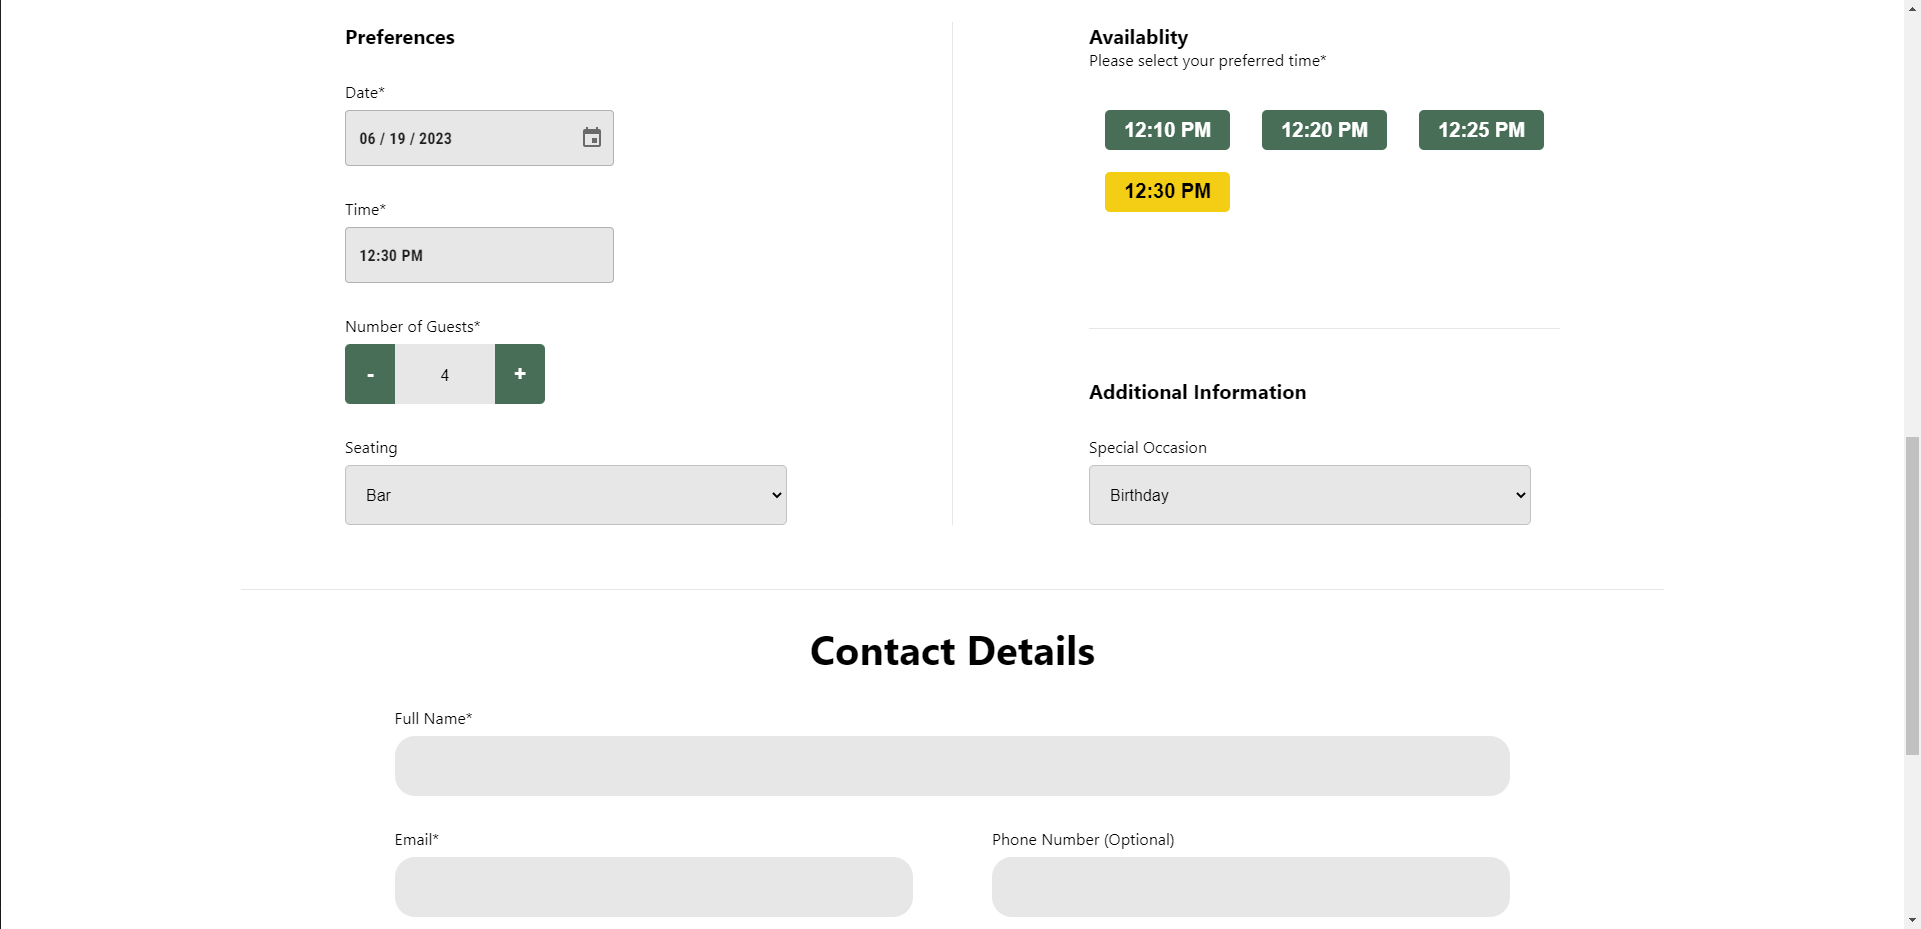 Preferences
Date*
06 / 19 / 2023
Time*
12:30 PM
Number of Guests*
- 4 +
Seating
Bar
Availablity
Please select your preferred time*
12:10 PM 12:20 PM 12:25 PM
12:30 PM
Additional Information
Special Occasion
Birthday
Contact Details
Full Name*
Email*
Phone Number (Optional)